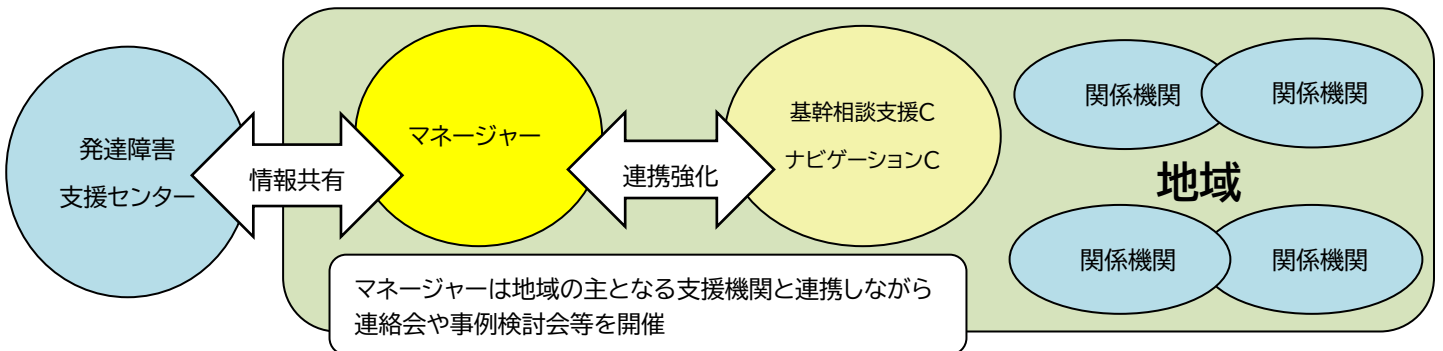 発達障害
支援センター
情報共有
マネージャー
連携強化
基幹相談支援C
ナビゲーションC
関係機関
関係機関
地域
関係機関
関係機関
マネージャーは地域の主となる支援機関と連携しながら
連絡会や事例検討会等を開催